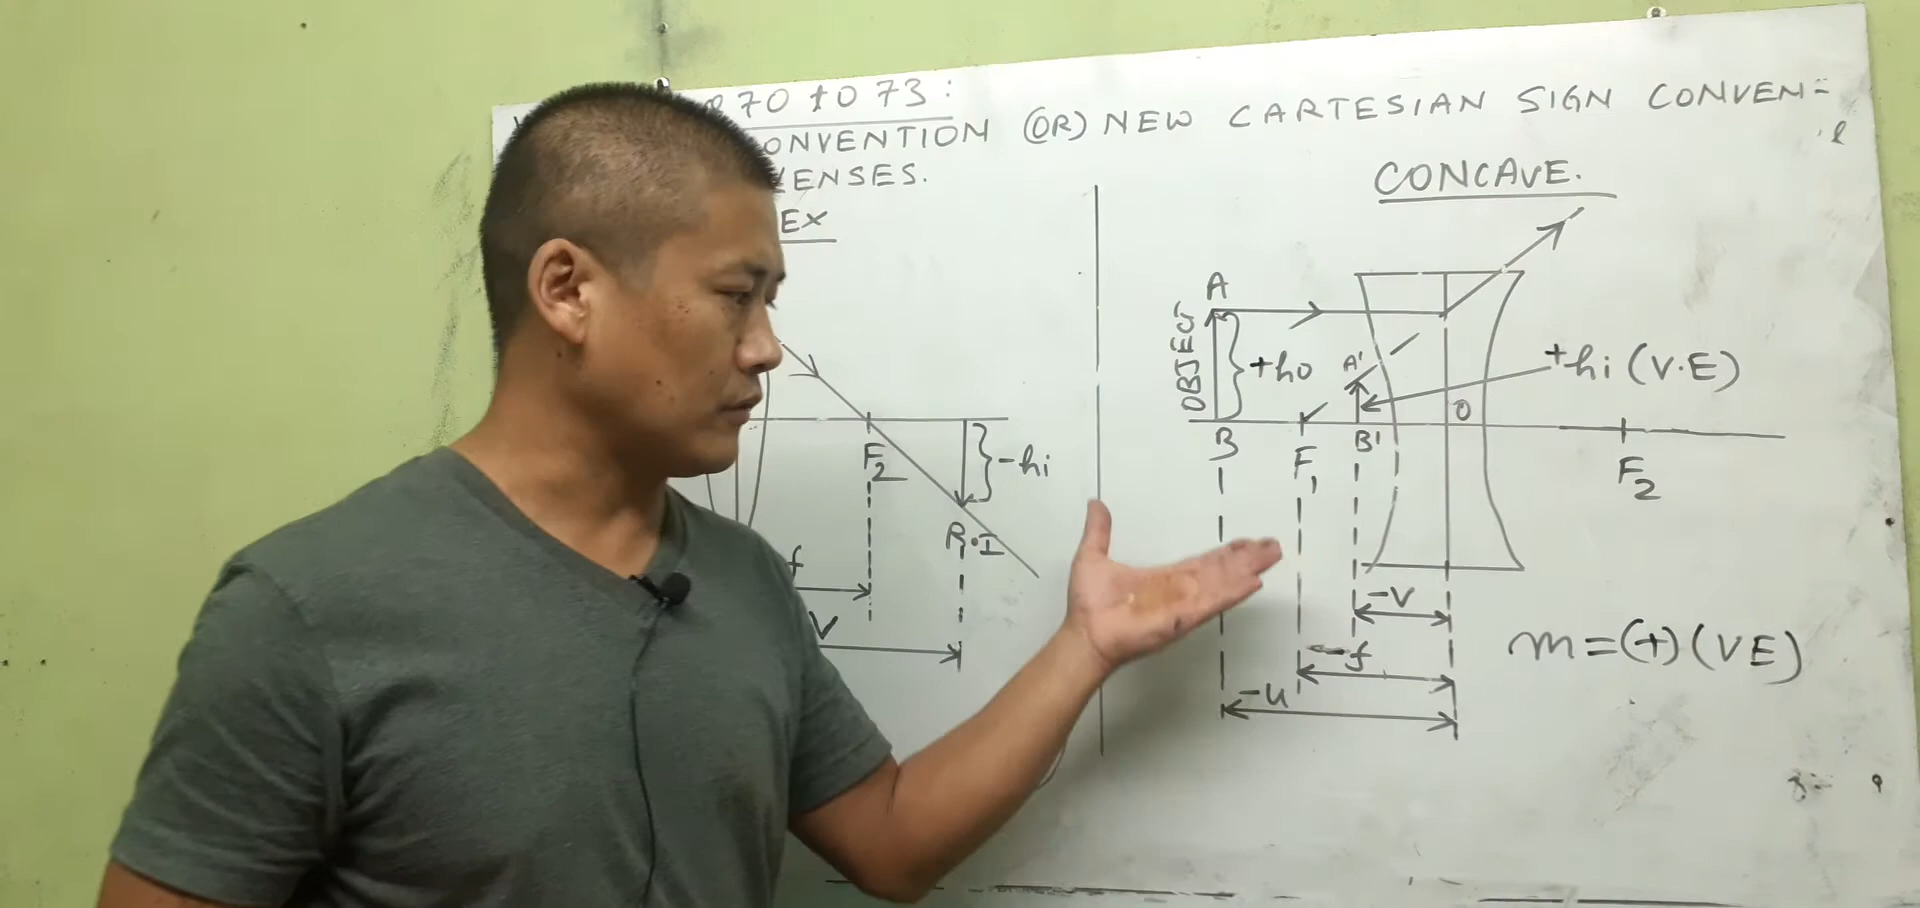 70 to 73:
ONVENTION (OR) NEW CARTESIAN SIGN CONVEN=
LENSES.
EX
F2
-hi
R.I
f
V
CONCAVE.
A
OBJECT
+ho
A'
+hi (V.E)
O
B
F1
B'
F2
-v
-f
-u
m=(+)(VE)